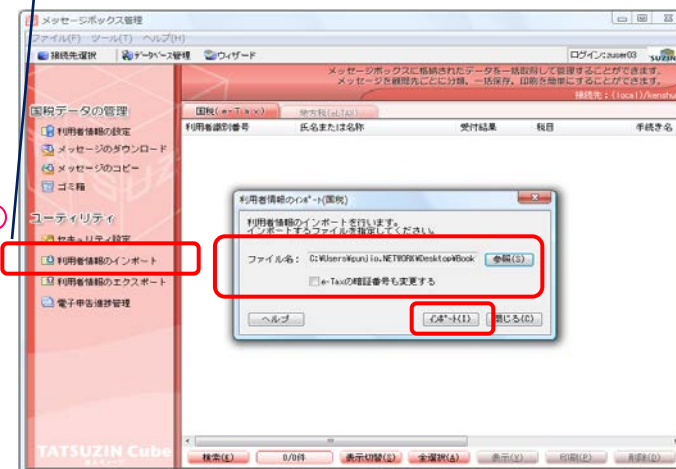 メッセージボックス管理
ファイル(F) ツール(T) ヘルプ(H)
接続先選択 データベース管理 ウィザード ログイン:zuser03
メッセージボックスに格納されたデータを一括取得して管理することができます。
メッセージを顧問先ごとに分類、一括保存、印刷を簡単にすることができます。
接続先:(local)/kenshu
国税データの管理
利用者情報の設定
メッセージのダウンロード
メッセージのコピー
ゴミ箱
ユーティリティ
セキュリティ設定
利用者情報のインポート
利用者情報のエクスポート
電子申告進捗管理
国税(e-Tax) 地方税(eLTAX)
利用者識別番号 氏名または名称 受付結果 税目 手続き名
利用者情報のインポート(国税)
利用者情報のインポートを行います。
インポートするファイルを指定してください。
ファイル名: C:¥Users¥gunjio.NETWORK¥Desktop¥Book 参照(S)
e-Taxの暗証番号も変更する
ヘルプ インポート(I) 閉じる(C)
TATSUZIN Cube
検索(E) 0/0件 表示切替(S) 全選択(A) 表示(V) 印刷(P) 削除(D)